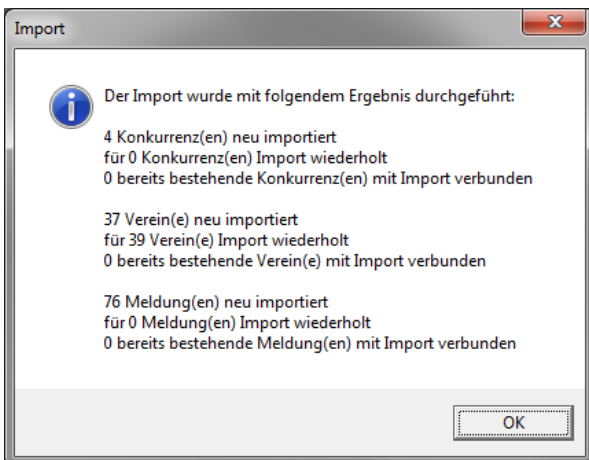 Import
Der Import wurde mit folgendem Ergebnis durchgeführt:
4 Konkurrenz(en) neu importiert
für 0 Konkurrenz(en) Import wiederholt
0 bereits bestehende Konkurrenz(en) mit Import verbunden
37 Verein(e) neu importiert
für 39 Verein(e) Import wiederholt
0 bereits bestehende Verein(e) mit Import verbunden
76 Meldung(en) neu importiert
für 0 Meldung(en) Import wiederholt
0 bereits bestehende Meldung(en) mit Import verbunden
OK